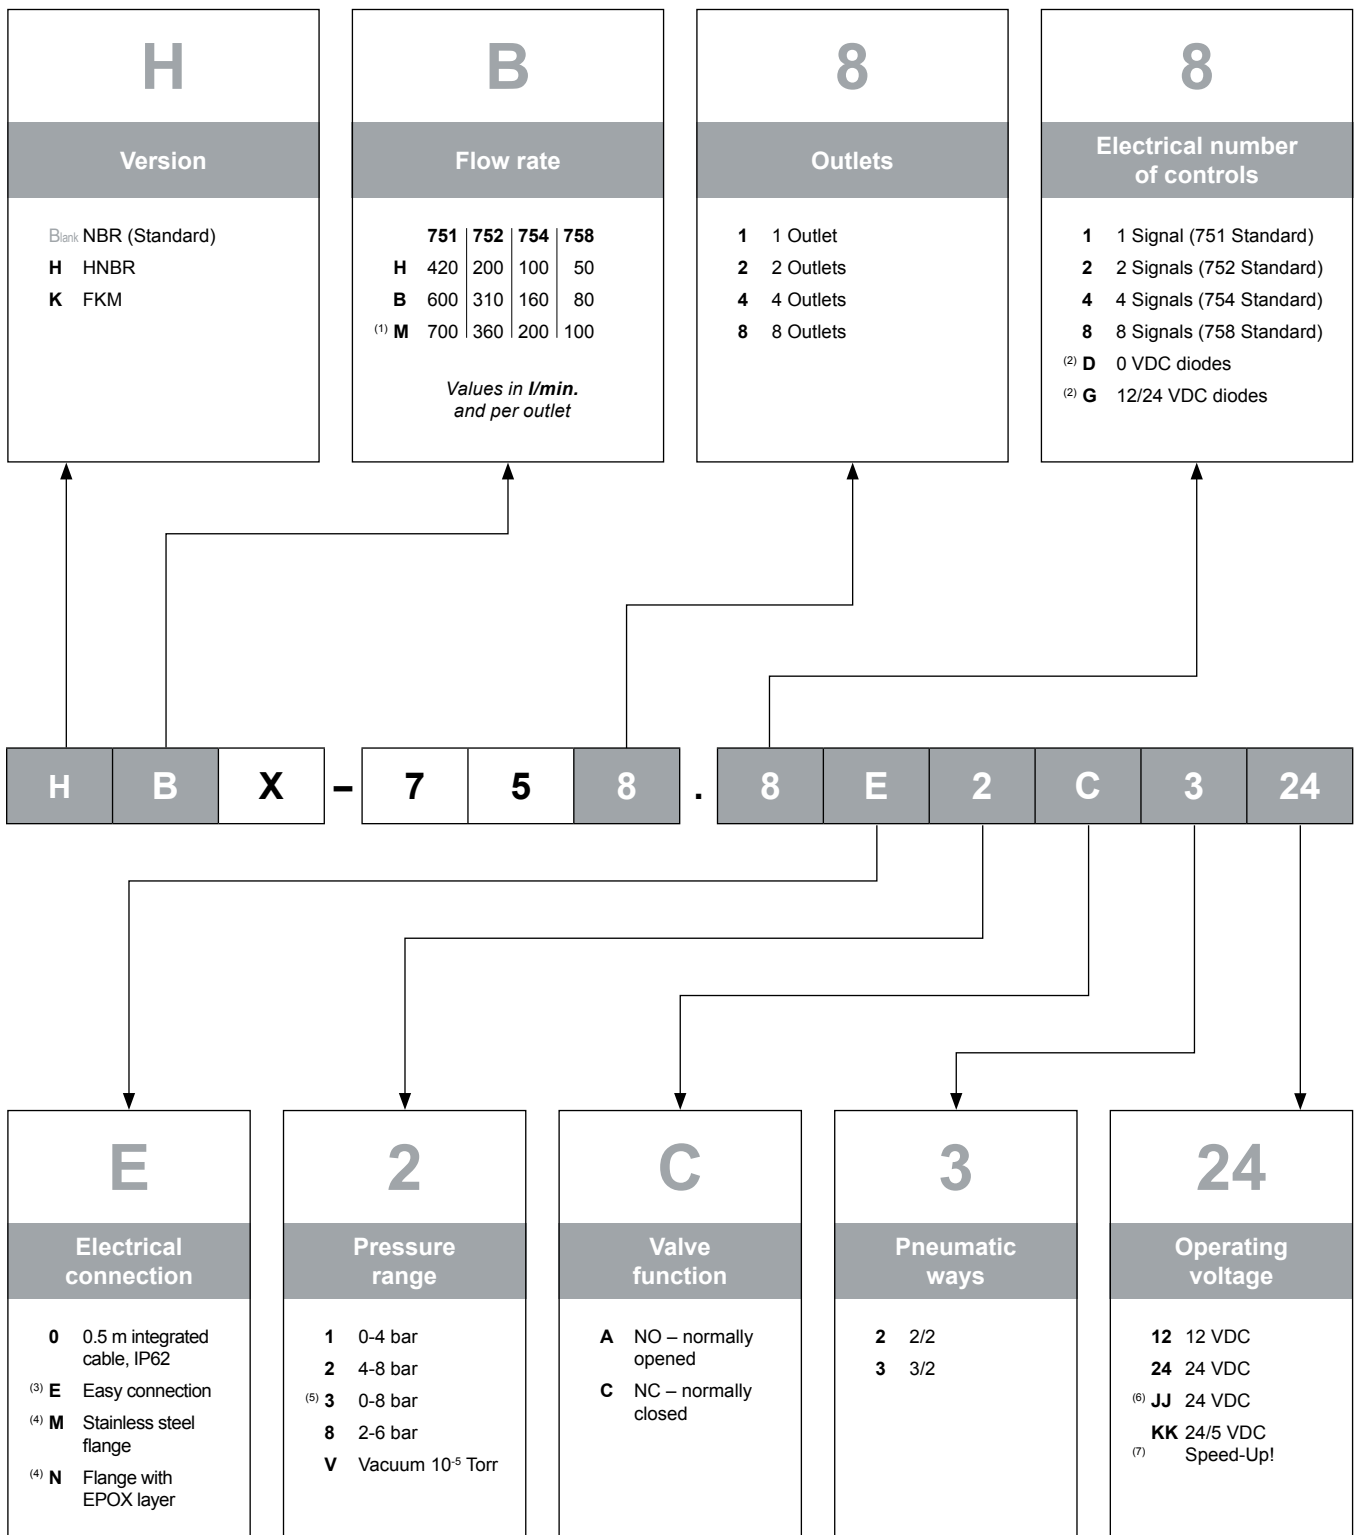 H
Version
Blank NBR (Standard)
H HNBR
K FKM
B
Flow rate
751 752 754 758
H 420 200 100 50
B 600 310 160 80
(1) M 700 360 200 100
Values in l/min.
and per outlet
8
Outlets
1 1 Outlet
2 2 Outlets
4 4 Outlets
8 8 Outlets
8
Electrical number
of controls
1 1 Signal (751 Standard)
2 2 Signals (752 Standard)
4 4 Signals (754 Standard)
8 8 Signals (758 Standard)
(2) D 0 VDC diodes
(2) G 12/24 VDC diodes
H B X – 7 5 8 . 8 E 2 C 3 24
E
Electrical
connection
0 0.5 m integrated
cable, IP62
(3) E Easy connection
(4) M Stainless steel
flange
(4) N Flange with
EPOX layer
2
Pressure
range
1 0-4 bar
2 4-8 bar
(5) 3 0-8 bar
8 2-6 bar
V Vacuum 10-5 Torr
C
Valve
function
A NO – normally
opened
C NC – normally
closed
3
Pneumatic
ways
2 2/2
3 3/2
24
Operating
voltage
12 12 VDC
24 24 VDC
(6) JJ 24 VDC
KK 24/5 VDC
(7) Speed-Up!